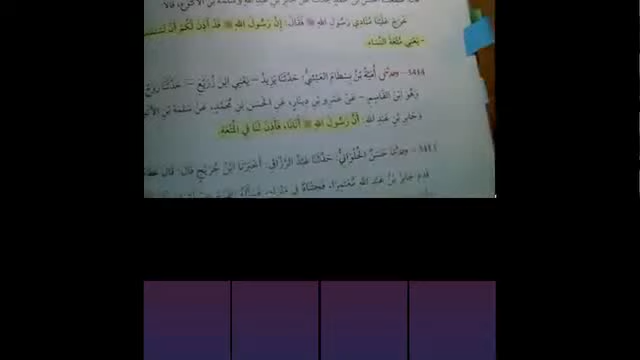 خرج علينا منادي رسول الله ﷺ فقال: إن رسول الله ﷺ قد أذن لكم أن تستمتعوا
- يعني متعة النساء
3414 - وحدثني أمية بن بسطام العيشي: حدثنا يزيد - يعني ابن زريع - حدثنا روح
وهو ابن القاسم - عن عمرو بن دينار، عن الحسن بن محمد، عن سلمة بن الأكوع
وجابر بن عبد الله: أن رسول الله ﷺ أتانا، فأذن لنا في المتعة
وحدثنا حسن الحلواني: حدثنا عبد الرزاق: أخبرنا ابن جريج قال: قال عطاء
قدم جابر بن عبد الله معتمرا، فجئناه في منزله، فسأله